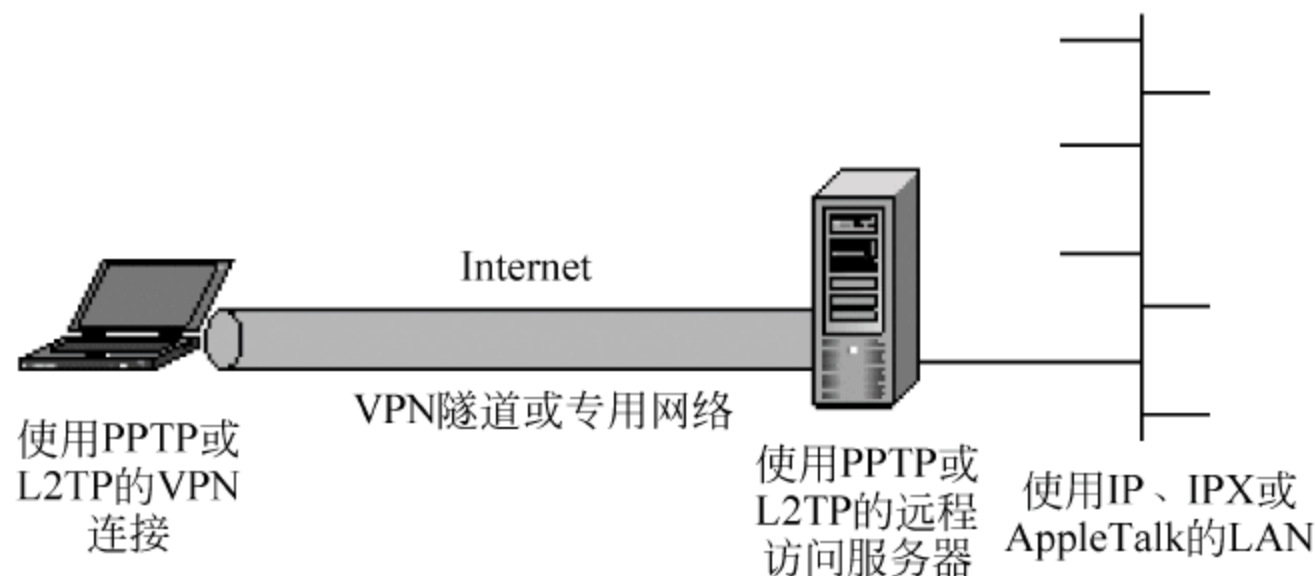 Internet
VPN隧道或专用网络
使用PPTP或
L2TP的VPN
连接
使用PPTP或
L2TP的远程
访问服务器
使用IP、IPX或
AppleTalk的LAN